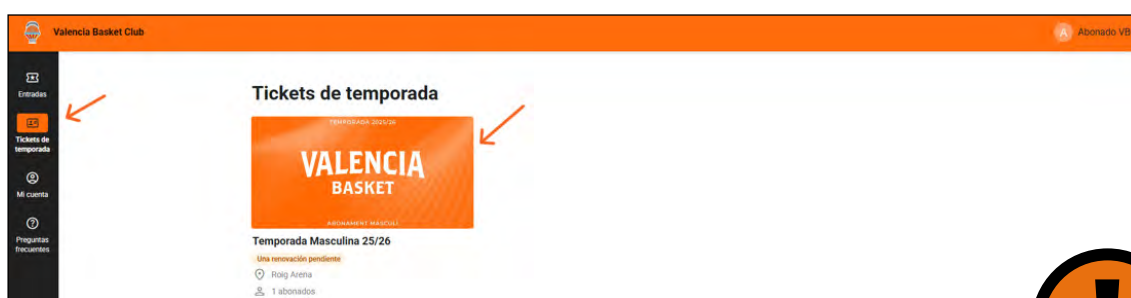 Valencia Basket Club
A Abonado VB
Entradas
Tickets de
temporada
Mi cuenta
Preguntas
frecuentes
Tickets de temporada
TEMPORADA 2025/26
VALENCIA
BASKET
ABONAMENT MASCULÍ
Temporada Masculina 25/26
Una renovación pendiente
Roig Arena
1 abonados